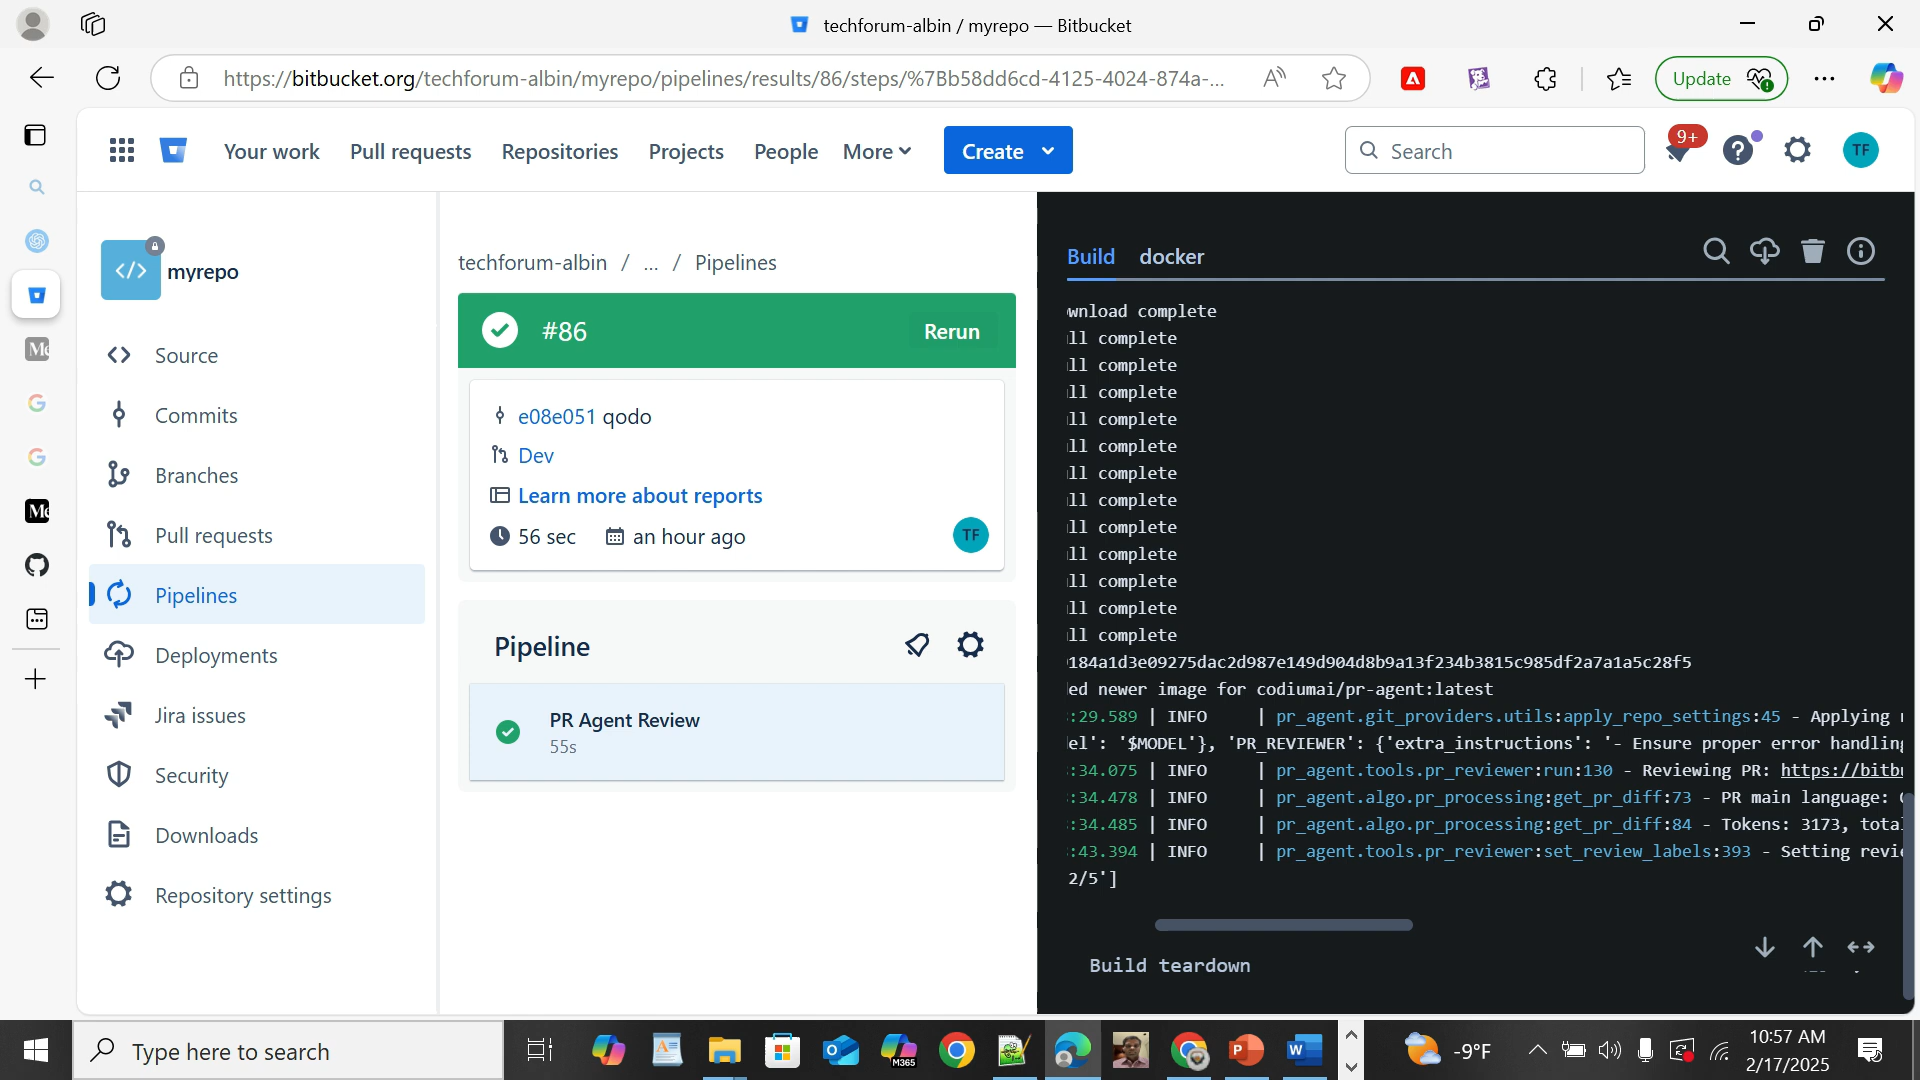 techforum-albin / myrepo — Bitbucket
https://bitbucket.org/techforum-albin/myrepo/pipelines/results/86/steps/%7Bb58dd6cd-4125-4024-874a-...
Update
Your work
Pull requests
Repositories
Projects
People
More
Create
Search
9+
TF
myrepo
Source
Commits
Branches
Pull requests
Pipelines
Deployments
Jira issues
Security
Downloads
Repository settings
techforum-albin / ... / Pipelines
#86
Rerun
e08e051 qodo
Dev
Learn more about reports
56 sec
an hour ago
TF
Pipeline
PR Agent Review
55s
Build
docker
wnload complete
ll complete
ll complete
ll complete
ll complete
ll complete
ll complete
ll complete
ll complete
ll complete
ll complete
ll complete
ll complete
184a1d3e09275dac2d987e149d904d8b9a13f234b3815c985df2a7a1a5c28f5
ed newer image for codiumai/pr-agent:latest
:29.589 | INFO | pr_agent.git_providers.utils:apply_repo_settings:45 - Applying
el': '$MODEL'}, 'PR_REVIEWER': {'extra_instructions': '- Ensure proper error handling
:34.075 | INFO | pr_agent.tools.pr_reviewer:run:130 - Reviewing PR: https://bitbu
:34.478 | INFO | pr_agent.algo.pr_processing:get_pr_diff:73 - PR main language:
:34.485 | INFO | pr_agent.algo.pr_processing:get_pr_diff:84 - Tokens: 3173, total
:43.394 | INFO | pr_agent.tools.pr_reviewer:set_review_labels:393 - Setting revie
2/5']
Build teardown
Type here to search
M365
-9°F
10:57 AM
2/17/2025